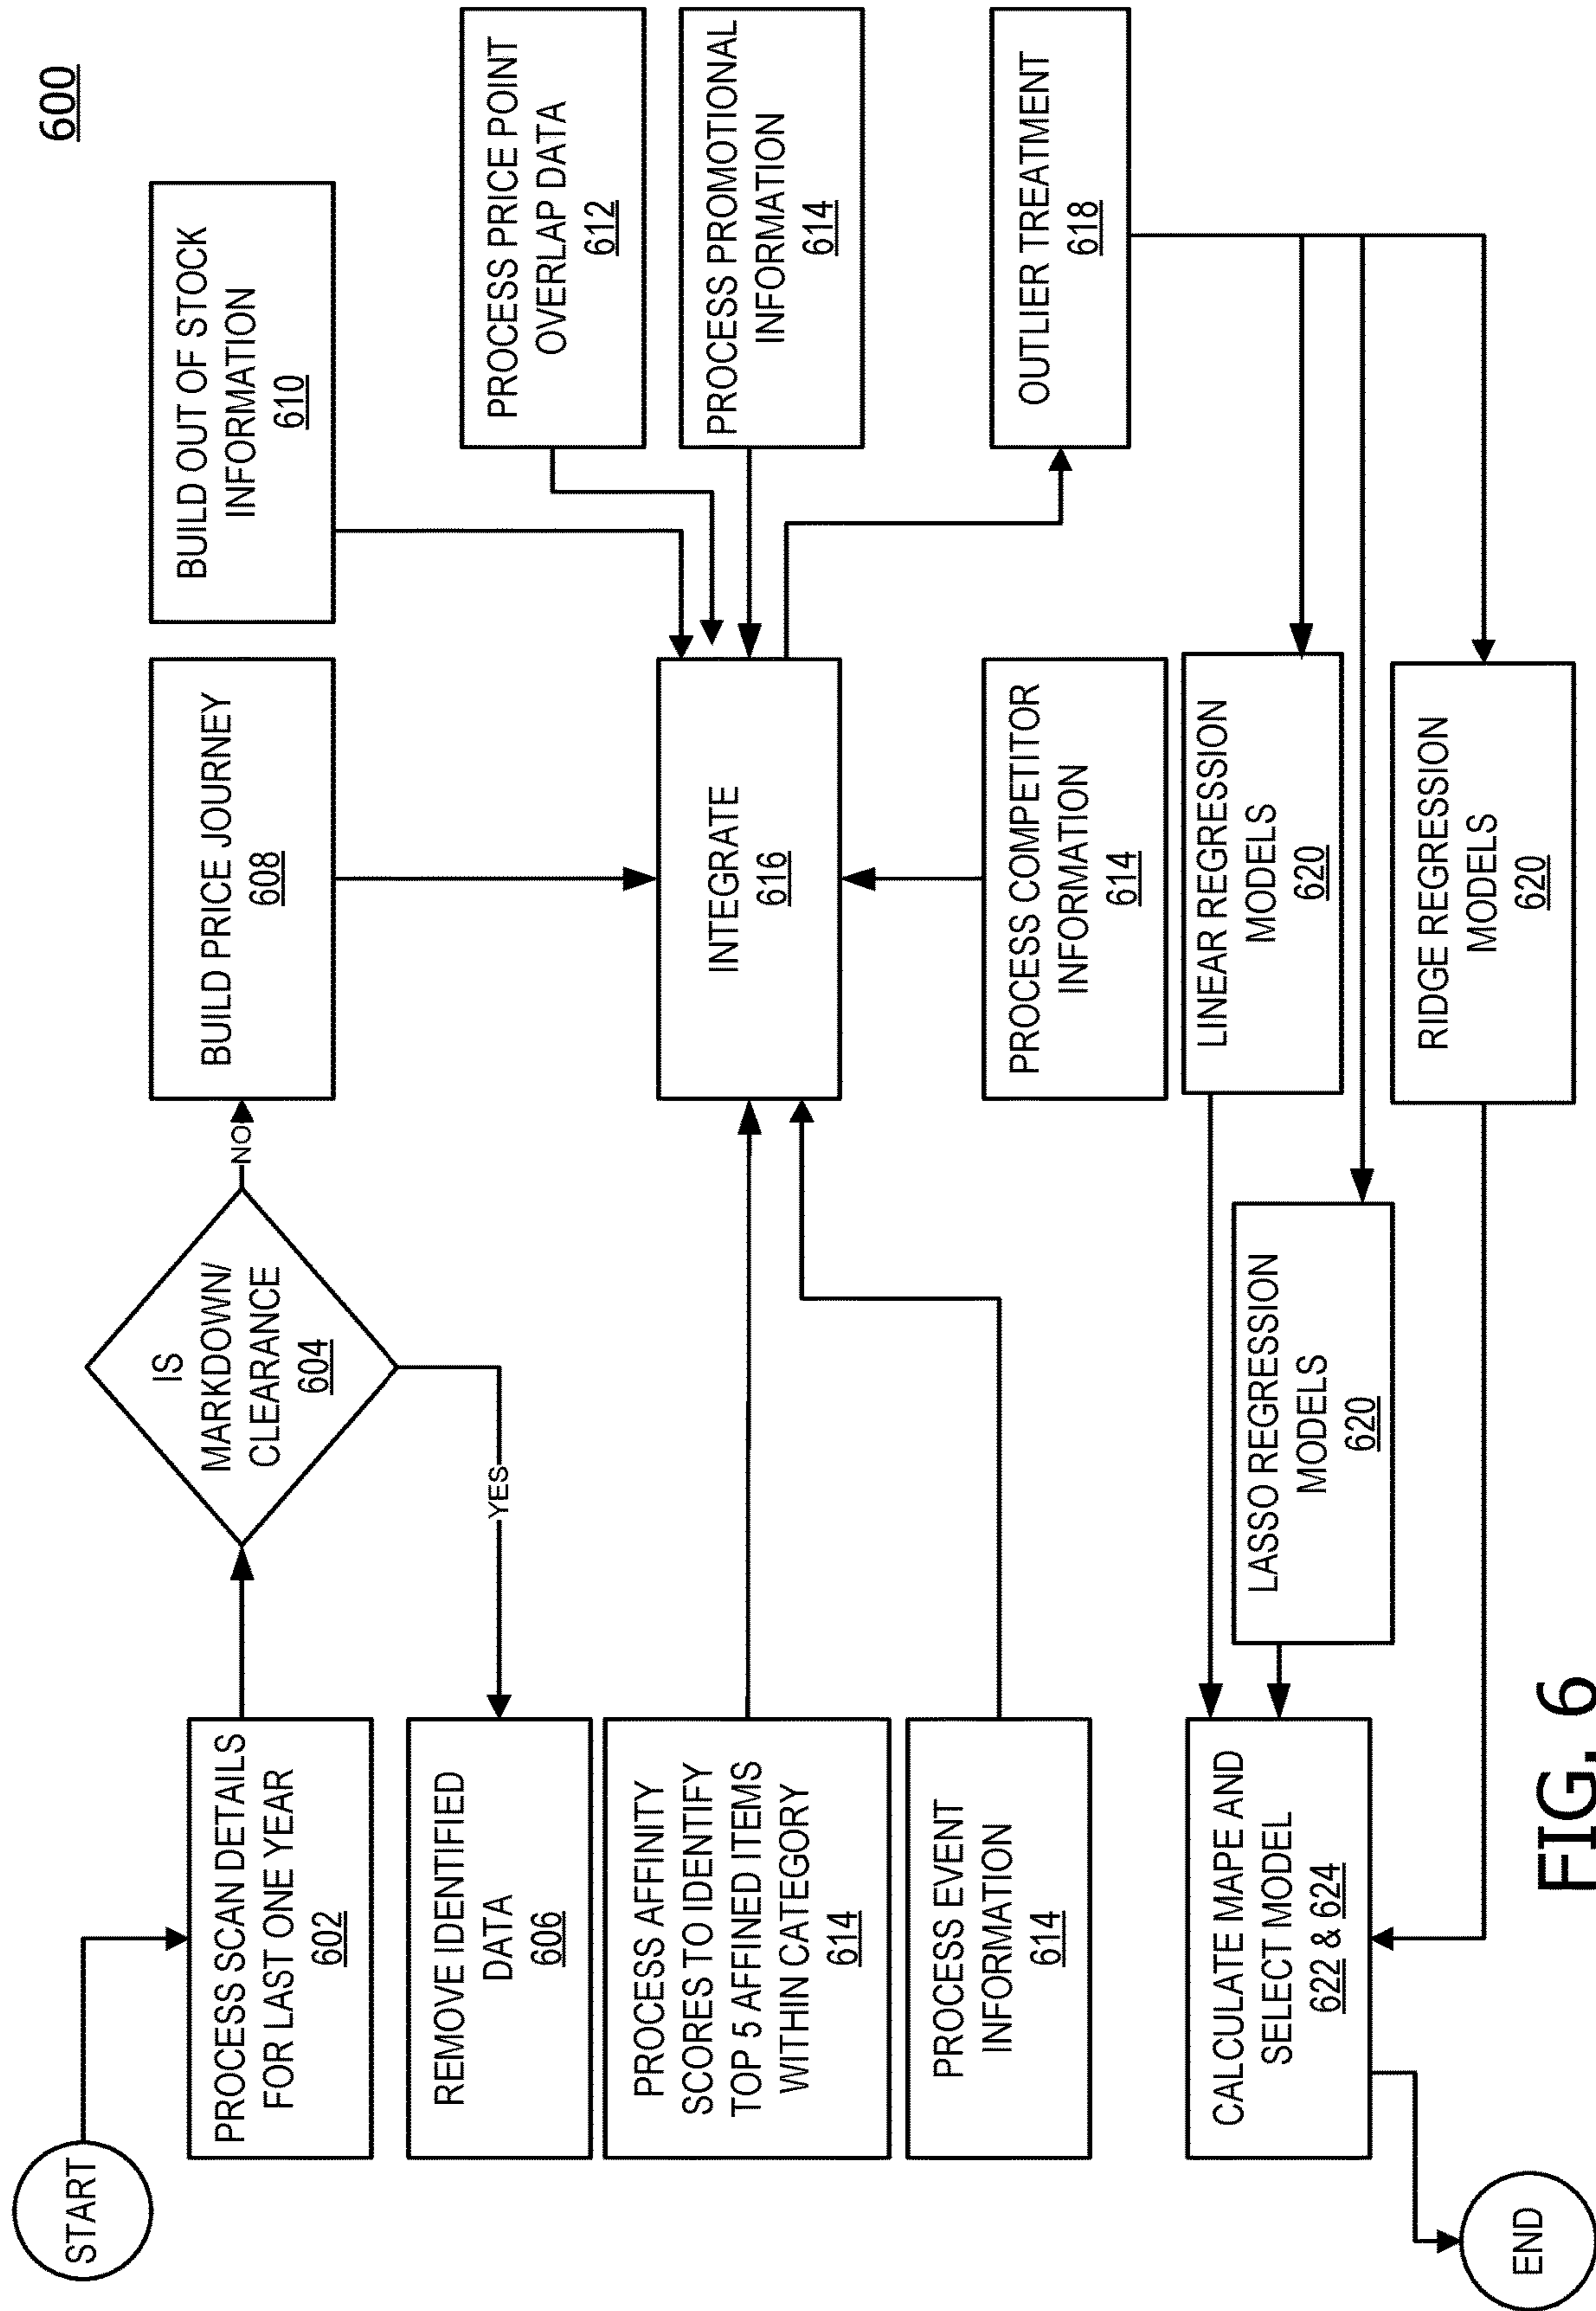 600
START
PROCESS SCAN DETAILS
FOR LAST ONE YEAR
602
IS
MARKDOWN/
CLEARANCE
604
NO
YES
BUILD PRICE JOURNEY
608
BUILD OUT OF STOCK
INFORMATION
610
REMOVE IDENTIFIED
DATA
606
PROCESS PRICE POINT
OVERLAP DATA
612
PROCESS AFFINITY
SCORES TO IDENTIFY
TOP 5 AFFINED ITEMS
WITHIN CATEGORY
614
INTEGRATE
616
PROCESS PROMOTIONAL
INFORMATION
614
PROCESS EVENT
INFORMATION
614
PROCESS COMPETITOR
INFORMATION
614
OUTLIER TREATMENT
618
CALCULATE MAPE AND
SELECT MODEL
622 & 624
LASSO REGRESSION
MODELS
620
LINEAR REGRESSION
MODELS
620
RIDGE REGRESSION
MODELS
620
END
FIG. 6